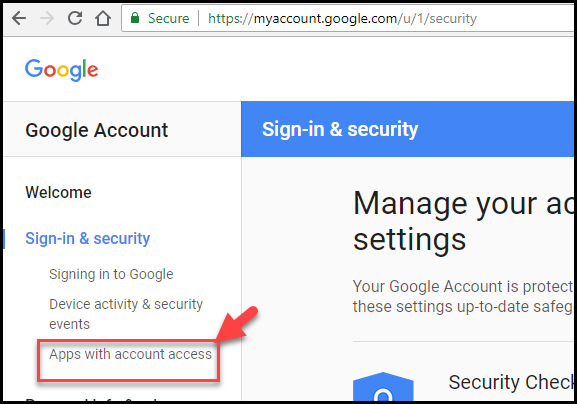 Secure https://myaccount.google.com/u/1/security
Google
Google Account
Sign-in & security
Welcome
Sign-in & security
Signing in to Google
Device activity & security
events
Apps with account access
Manage your ac
settings
Your Google Account is protect
these settings up-to-date safeg
Security Check